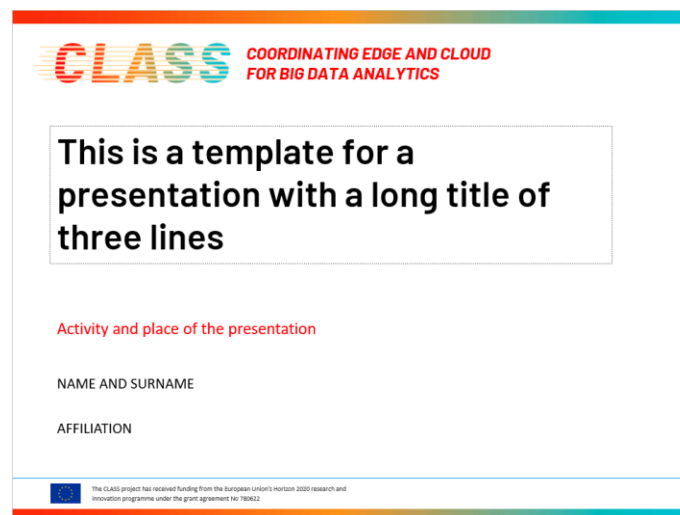 CLASS
COORDINATING EDGE AND CLOUD
FOR BIG DATA ANALYTICS
This is a template for a
presentation with a long title of
three lines
Activity and place of the presentation
NAME AND SURNAME
AFFILIATION
The CLASS project has received funding from the European Union's Horizon 2020 research and
innovation programme under the grant agreement No 780622